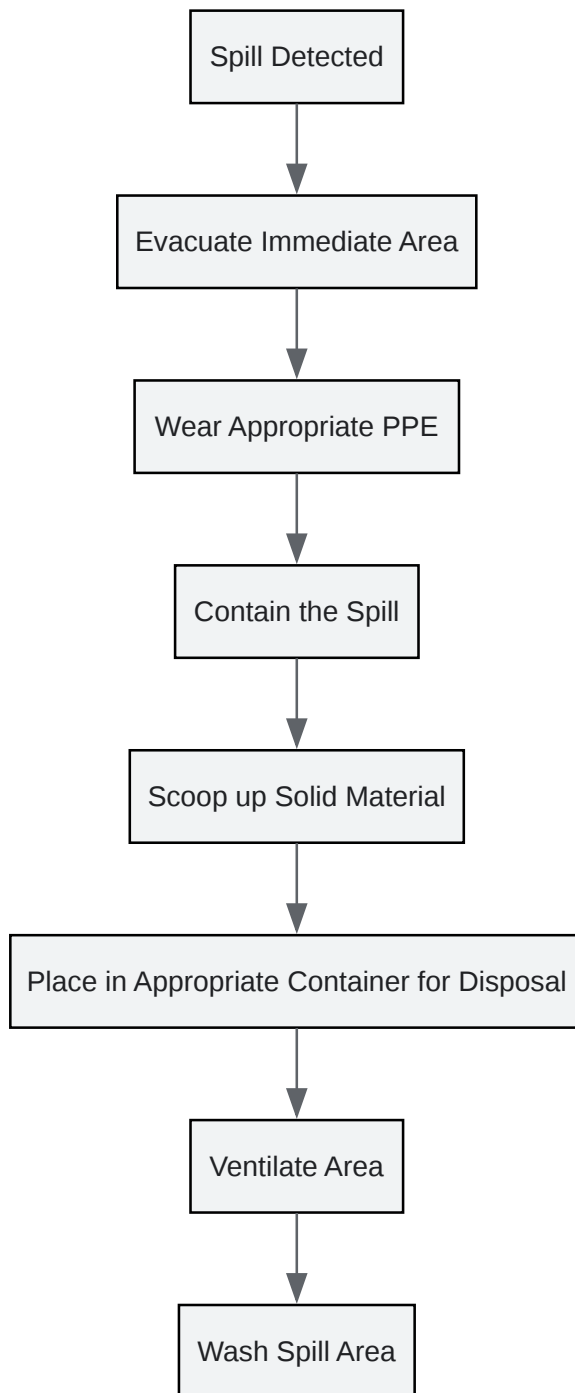 Spill Detected
Evacuate Immediate Area
Wear Appropriate PPE
Contain the Spill
Scoop up Solid Material
Place in Appropriate Container for Disposal
Ventilate Area
Wash Spill Area